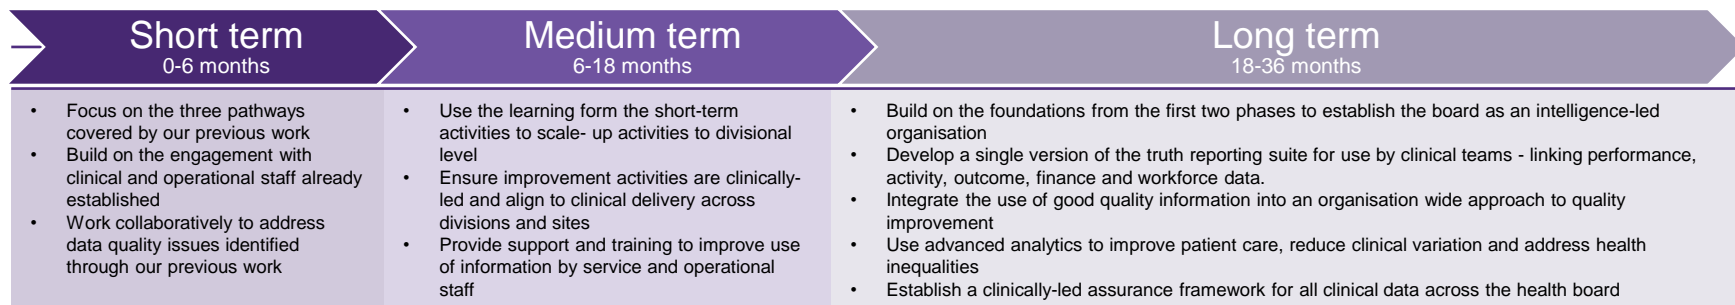 Short term
0-6 months
• Focus on the three pathways
covered by our previous work
• Build on the engagement with
clinical and operational staff already
established
• Work collaboratively to address
data quality issues identified
through our previous work
Medium term
6-18 months
• Use the learning form the short-term
activities to scale- up activities to divisional
level
• Ensure improvement activities are clinically-
led and align to clinical delivery across
divisions and sites
• Provide support and training to improve use
of information by service and operational
staff
Long term
18-36 months
• Build on the foundations from the first two phases to establish the board as an intelligence-led
organisation
• Develop a single version of the truth reporting suite for use by clinical teams - linking performance,
activity, outcome, finance and workforce data.
• Integrate the use of good quality information into an organisation wide approach to quality
improvement
• Use advanced analytics to improve patient care, reduce clinical variation and address health
inequalities
• Establish a clinically-led assurance framework for all clinical data across the health board